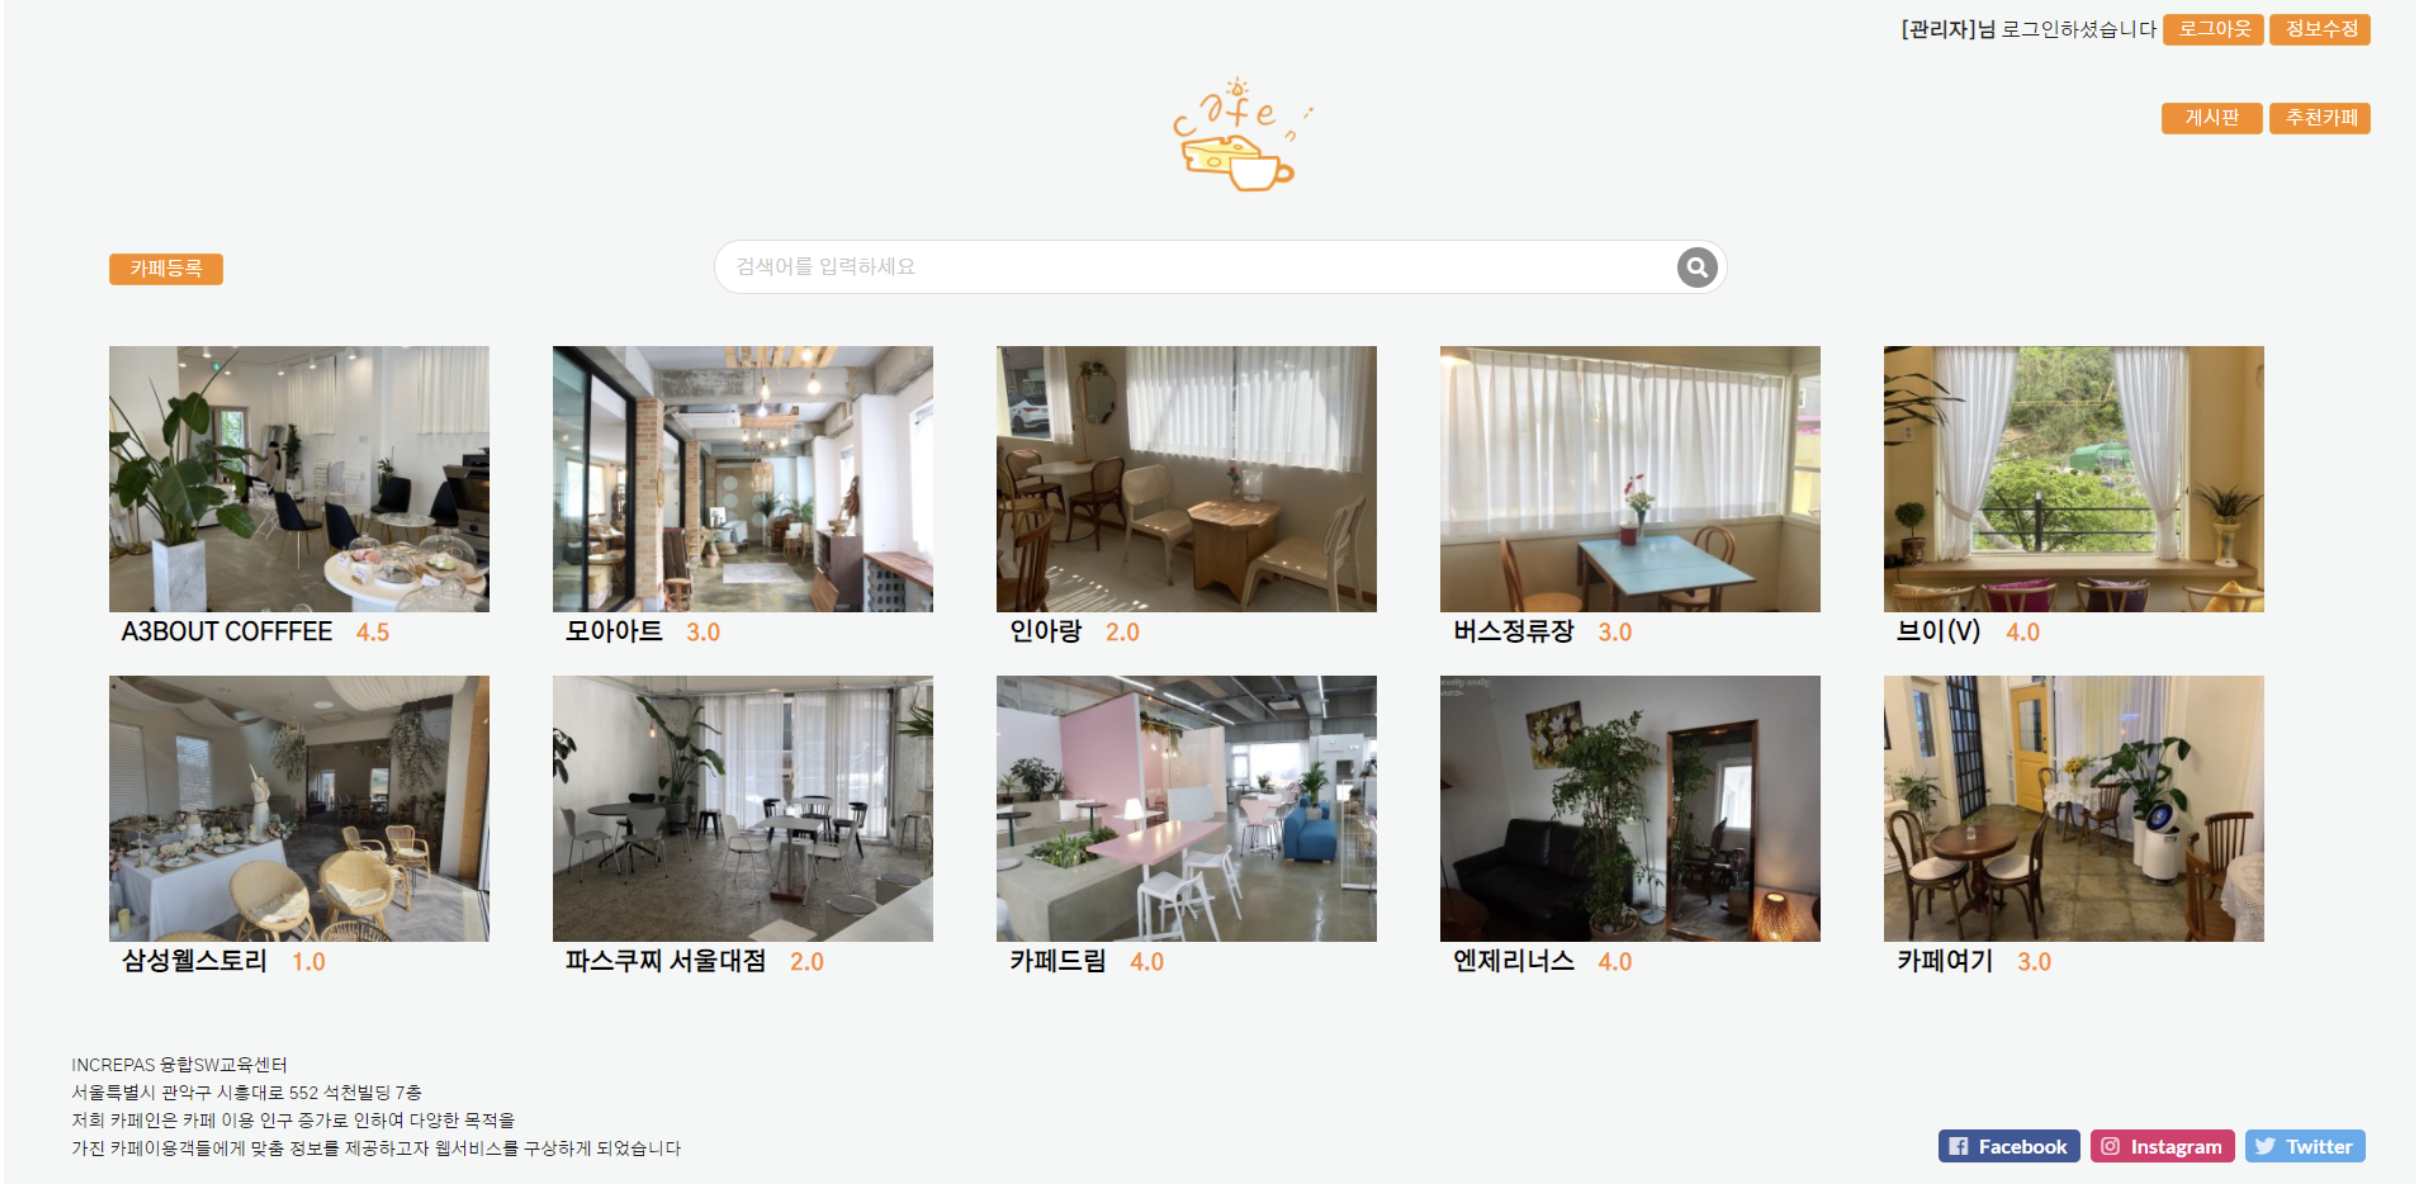 [관리자]님 로그인하셨습니다 로그아웃 정보수정
cafe in
게시판 추천카페
카페등록 검색어를 입력하세요
A3BOUT COFFFEE 4.5 모아아트 3.0 인아랑 2.0 버스정류장 3.0 브이(V) 4.0
삼성웰스토리 1.0 파스쿠찌 서울대점 2.0 카페드림 4.0 엔제리너스 4.0 카페여기 3.0
INCREPAS 융합SW교육센터
서울특별시 관악구 시흥대로 552 석천빌딩 7층
저희 카페인은 카페 이용 인구 증가로 인하여 다양한 목적을
가진 카페이용객들에게 맞춤 정보를 제공하고자 웹서비스를 구상하게 되었습니다
Facebook Instagram Twitter